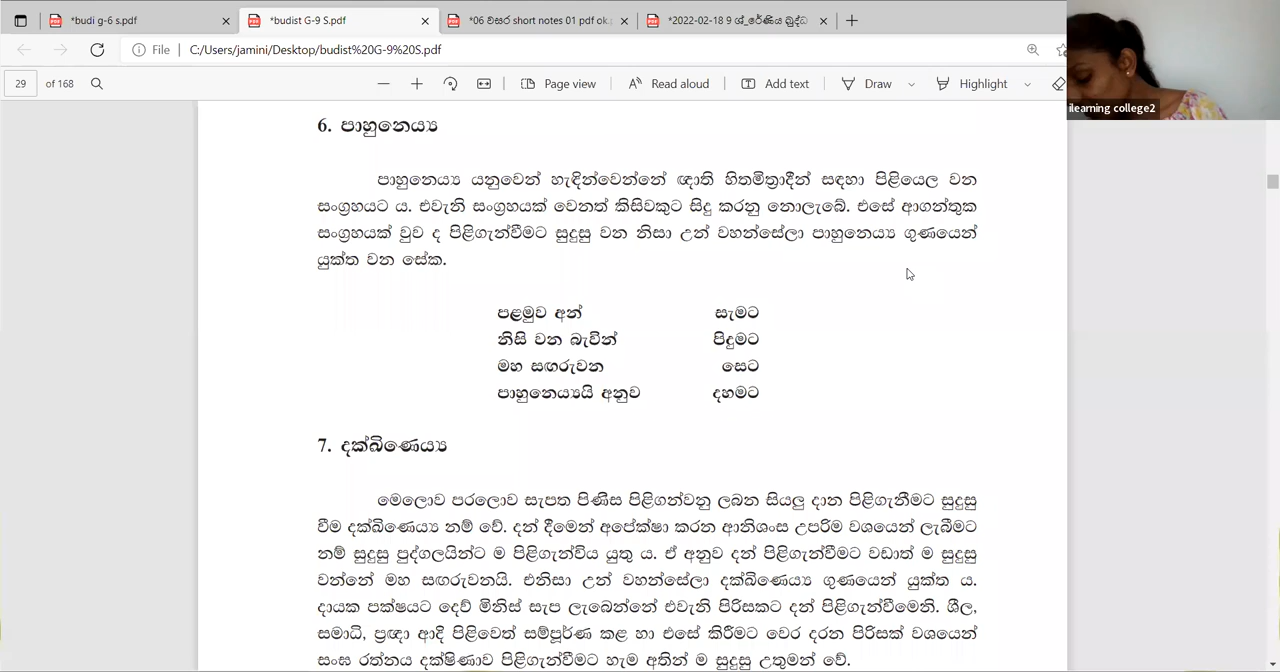 *budi g-6 s.pdf
*budist G-9 S.pdf
*06 වසර short notes 01 pdf ok.
*2022-02-18 9 ශ්‍රේණිය බුද්ධ
File C:/Users/jamini/Desktop/budist%20G-9%20S.pdf
29 of 168 Page view Read aloud Add text Draw Highlight
ilearning college2
6. පාහුනෙය්‍ය
පාහුනෙය්‍ය යනුවෙන් හැඳින්වෙන්නේ ඥාති හිතමිත්‍රාදීන් සඳහා පිළියෙල වන
සංග්‍රහයට ය. එවැනි සංග්‍රහයක් වෙනත් කිසිවකුට සිදු කරනු නොලැබේ. එසේ ආගන්තුක
සංග්‍රහයක් වුව ද පිළිගැන්වීමට සුදුසු වන නිසා උන් වහන්සේලා පාහුනෙය්‍ය ගුණයෙන්
යුක්ත වන සේක.
පළමුව අන් සැමට
නිසි වන බැවින් පිදුමට
මහ සඟරුවන සෙට
පාහුනෙය්‍යයි අනුව දහමට
7. දක්ඛිණෙය්‍ය
මෙලොව පරලොව සැපත පිණිස පිළිගන්වනු ලබන සියලු දාන පිළිගැනීමට සුදුසු
වීම දක්ඛිණෙය්‍ය නම් වේ. දන් දීමෙන් අපේක්ෂා කරන ආනිශංස උපරිම වශයෙන් ලැබීමට
නම් සුදුසු පුද්ගලයින්ට ම පිළිගැන්විය යුතු ය. ඒ අනුව දන් පිළිගැන්වීමට වඩාත් ම සුදුසු
වන්නේ මහ සඟරුවනයි. එනිසා උන් වහන්සේලා දක්ඛිණෙය්‍ය ගුණයෙන් යුක්ත ය.
දායක පක්ෂයට දෙව් මිනිස් සැප ලැබෙන්නේ එවැනි පිරිසකට දන් පිළිගැන්වීමෙනි. ශීල,
සමාධි, ප්‍රඥා ආදි පිළිවෙත් සම්පූර්ණ කළ හා එසේ කිරීමට වෙර දරන පිරිසක් වශයෙන්
සංඝ රත්නය දක්ෂිණාව පිළිගැන්වීමට හැම අතින් ම සුදුසු උතුමන් වේ.